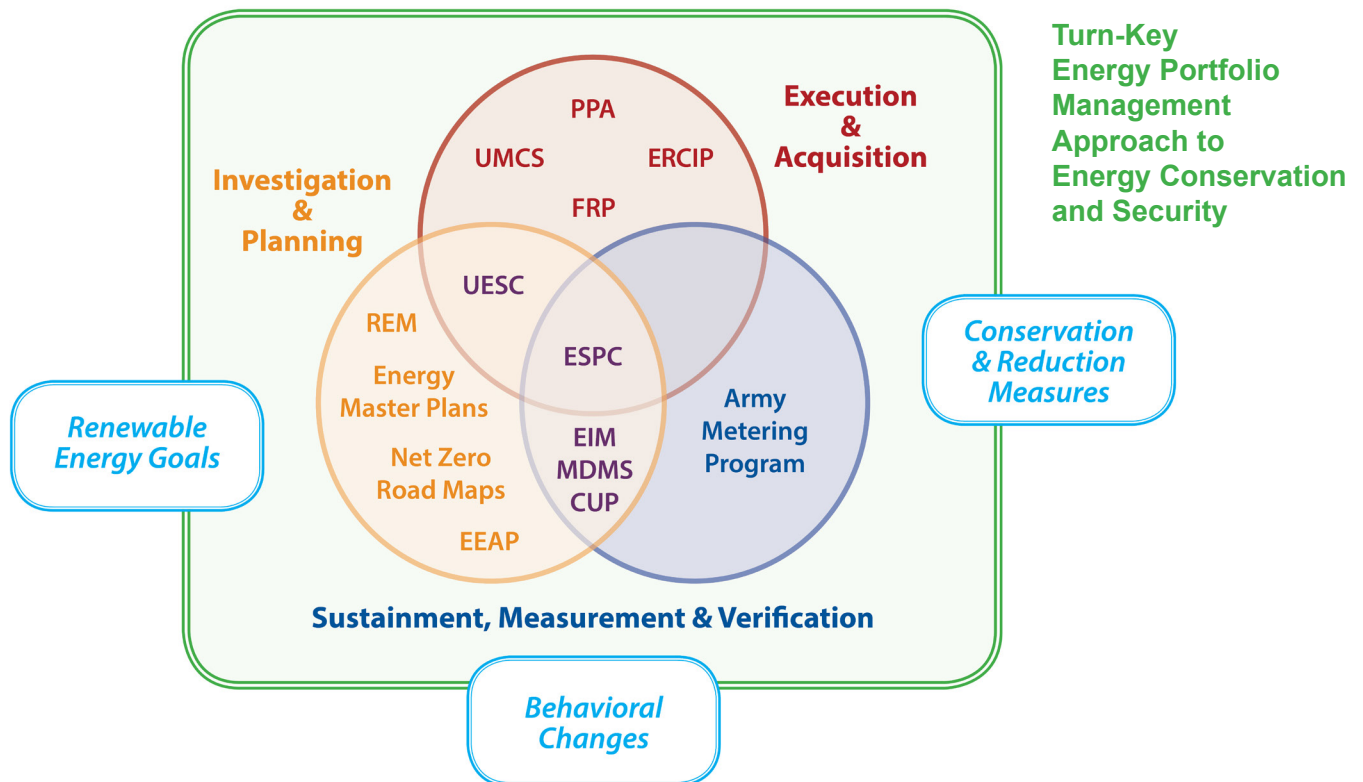 Turn-Key
Energy Portfolio
Management
Approach to
Energy Conservation
and Security
Execution
&
Acquisition
PPA
UMCS
ERCIP
FRP
Investigation
&
Planning
UESC
REM
Energy
Master Plans
Net Zero
Road Maps
EEAP
ESPC
EIM
MDMS
CUP
Army
Metering
Program
Conservation
& Reduction
Measures
Renewable
Energy Goals
Sustainment, Measurement & Verification
Behavioral
Changes